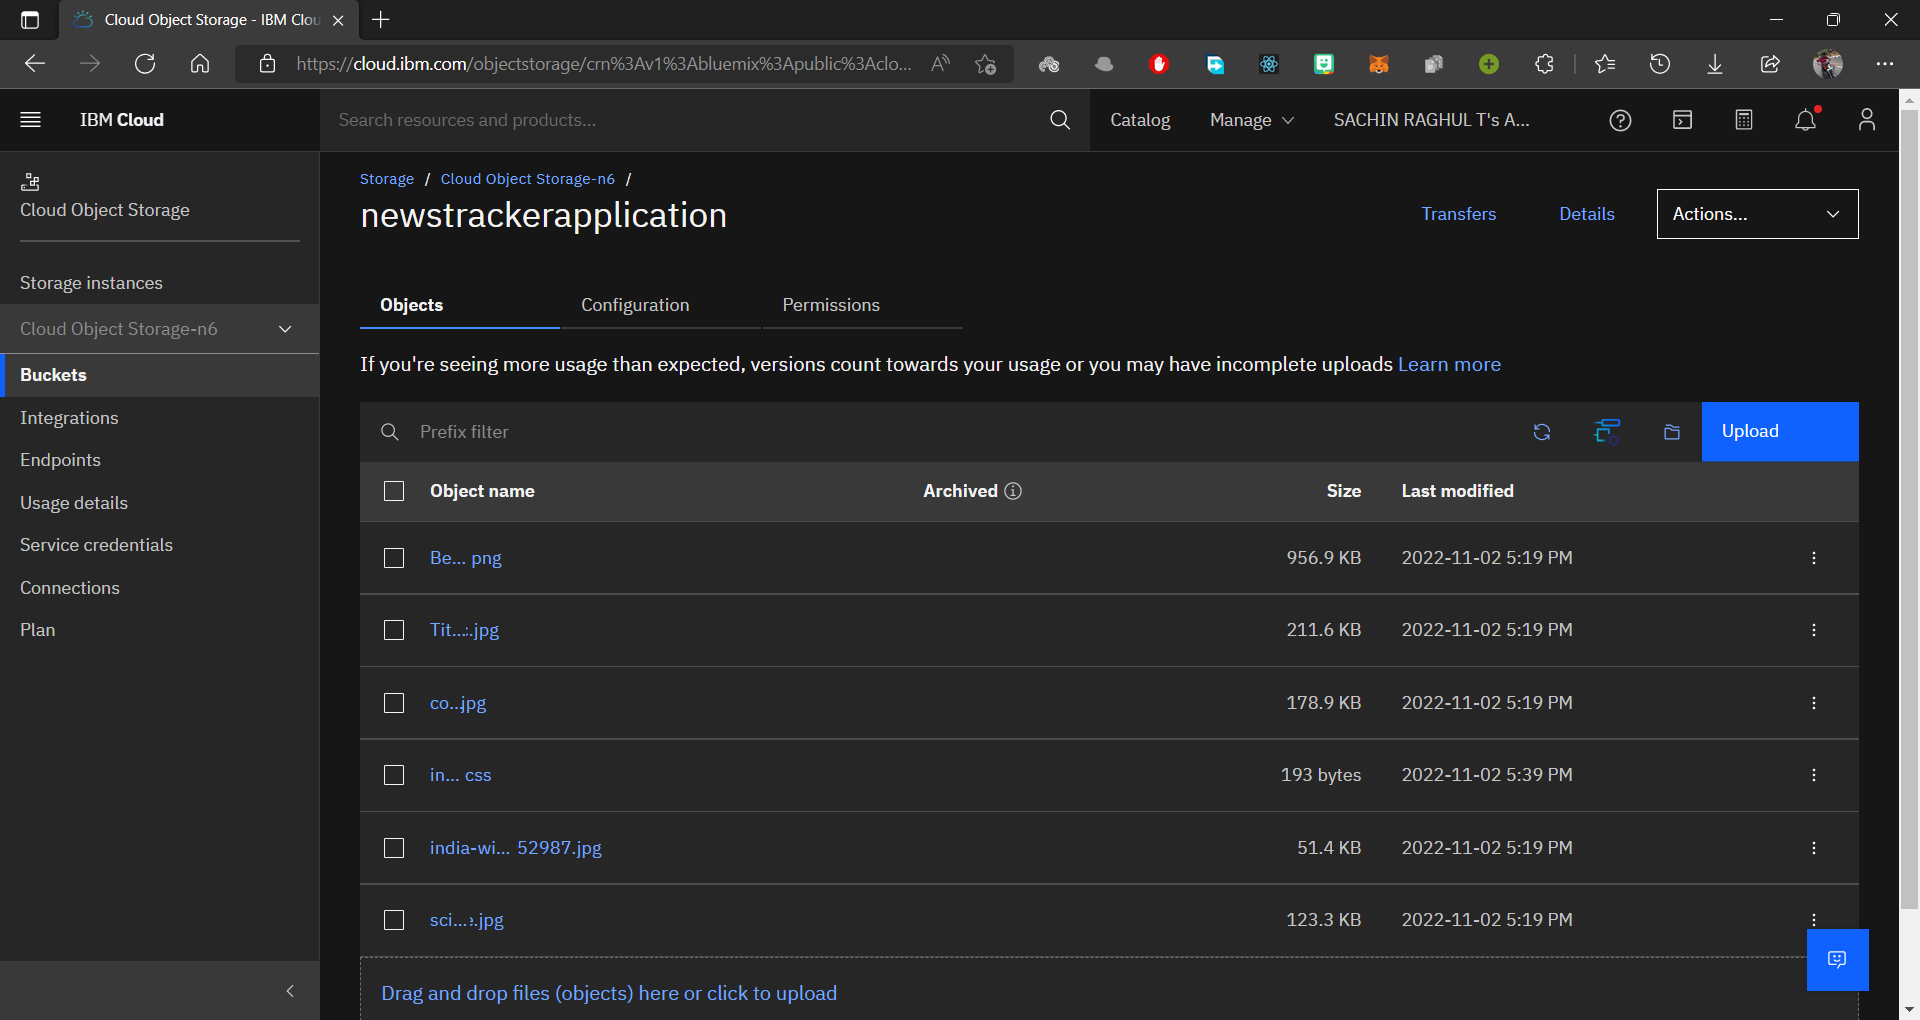 Cloud Object Storage - IBM Clou
https://cloud.ibm.com/objectstorage/crn%3Av1%3Abluemix%3Apublic%3Aclo...
IBM Cloud
Search resources and products...
Catalog
Manage
SACHIN RAGHUL T's A...
Cloud Object Storage
Storage instances
Cloud Object Storage-n6
Buckets
Integrations
Endpoints
Usage details
Service credentials
Connections
Plan
Storage / Cloud Object Storage-n6 /
newstrackerapplication
Transfers
Details
Actions...
Objects
Configuration
Permissions
If you're seeing more usage than expected, versions count towards your usage or you may have incomplete uploads Learn more
Prefix filter
Upload
Object name Archived Size Last modified
Be... png 956.9 KB 2022-11-02 5:19 PM
Tit...jpg 211.6 KB 2022-11-02 5:19 PM
co...jpg 178.9 KB 2022-11-02 5:19 PM
in... css 193 bytes 2022-11-02 5:39 PM
india-wi... 52987.jpg 51.4 KB 2022-11-02 5:19 PM
sci...jpg 123.3 KB 2022-11-02 5:19 PM
Drag and drop files (objects) here or click to upload